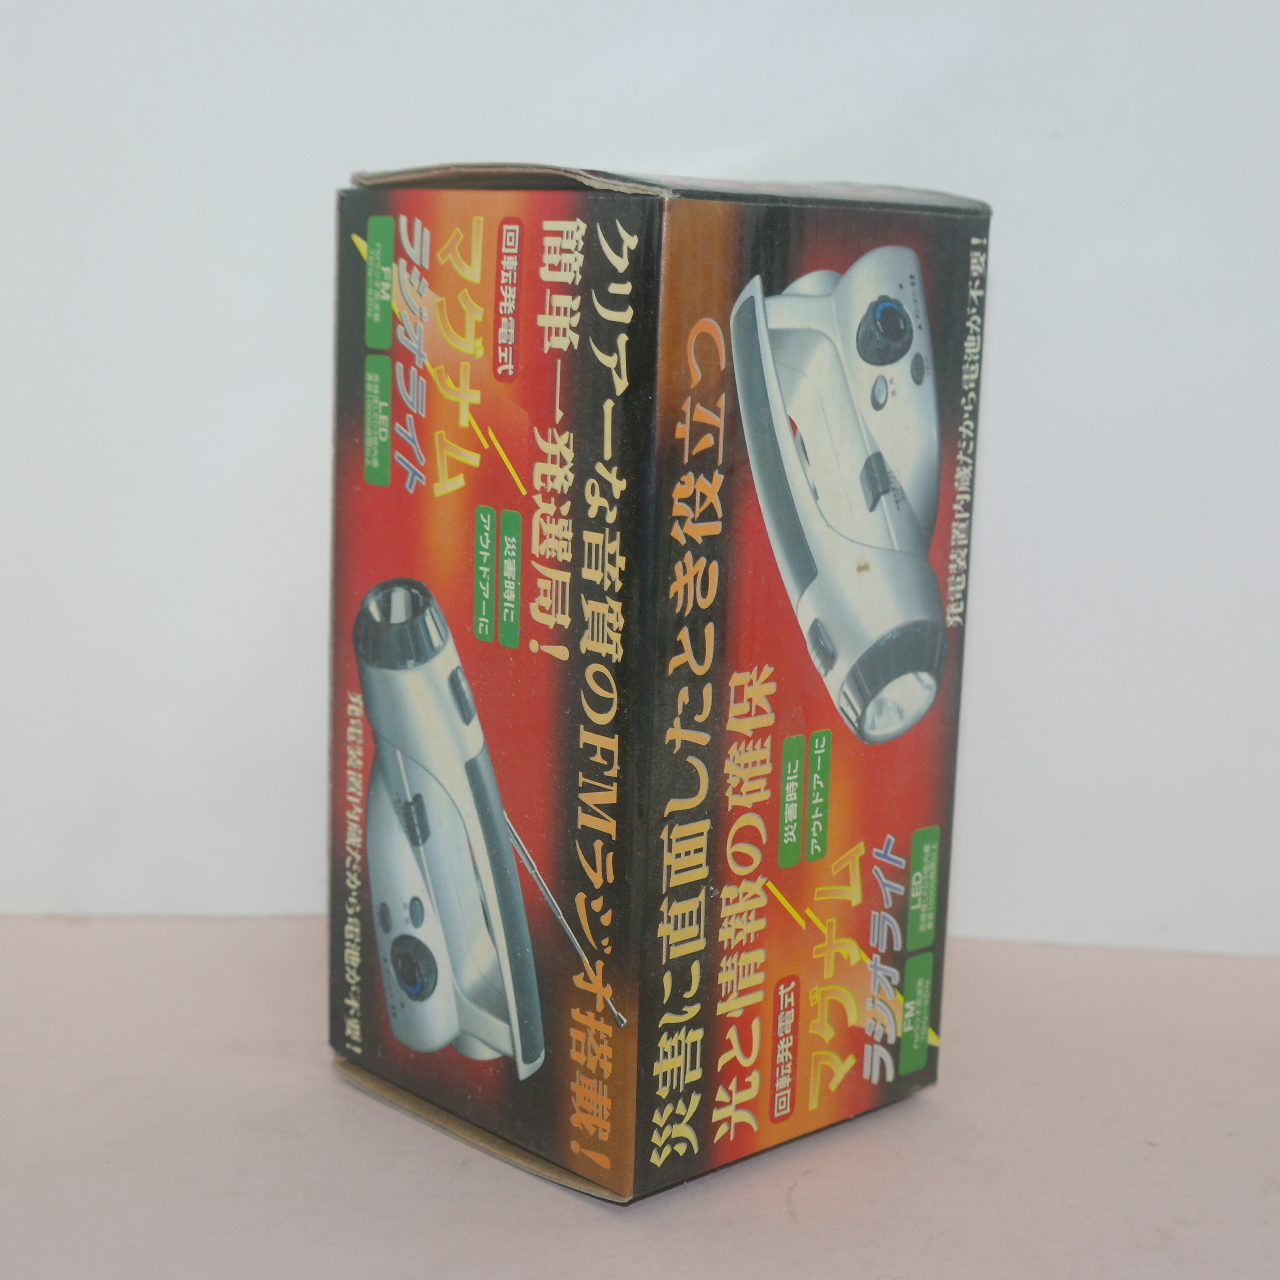 クリアーな音質のFMラジオ搭載!
簡単一発選局!
回転発電式
マグナム
ラジオライト
災害時に
アウトドアーに
FM
LED
発電装置内蔵だから電池が不要!
災害に直面したとき役立つ
光と情報の確保
回転発電式
マグナム
ラジオライト
災害時に
アウトドアーに
FM
LED
発電装置内蔵だから電池が不要!